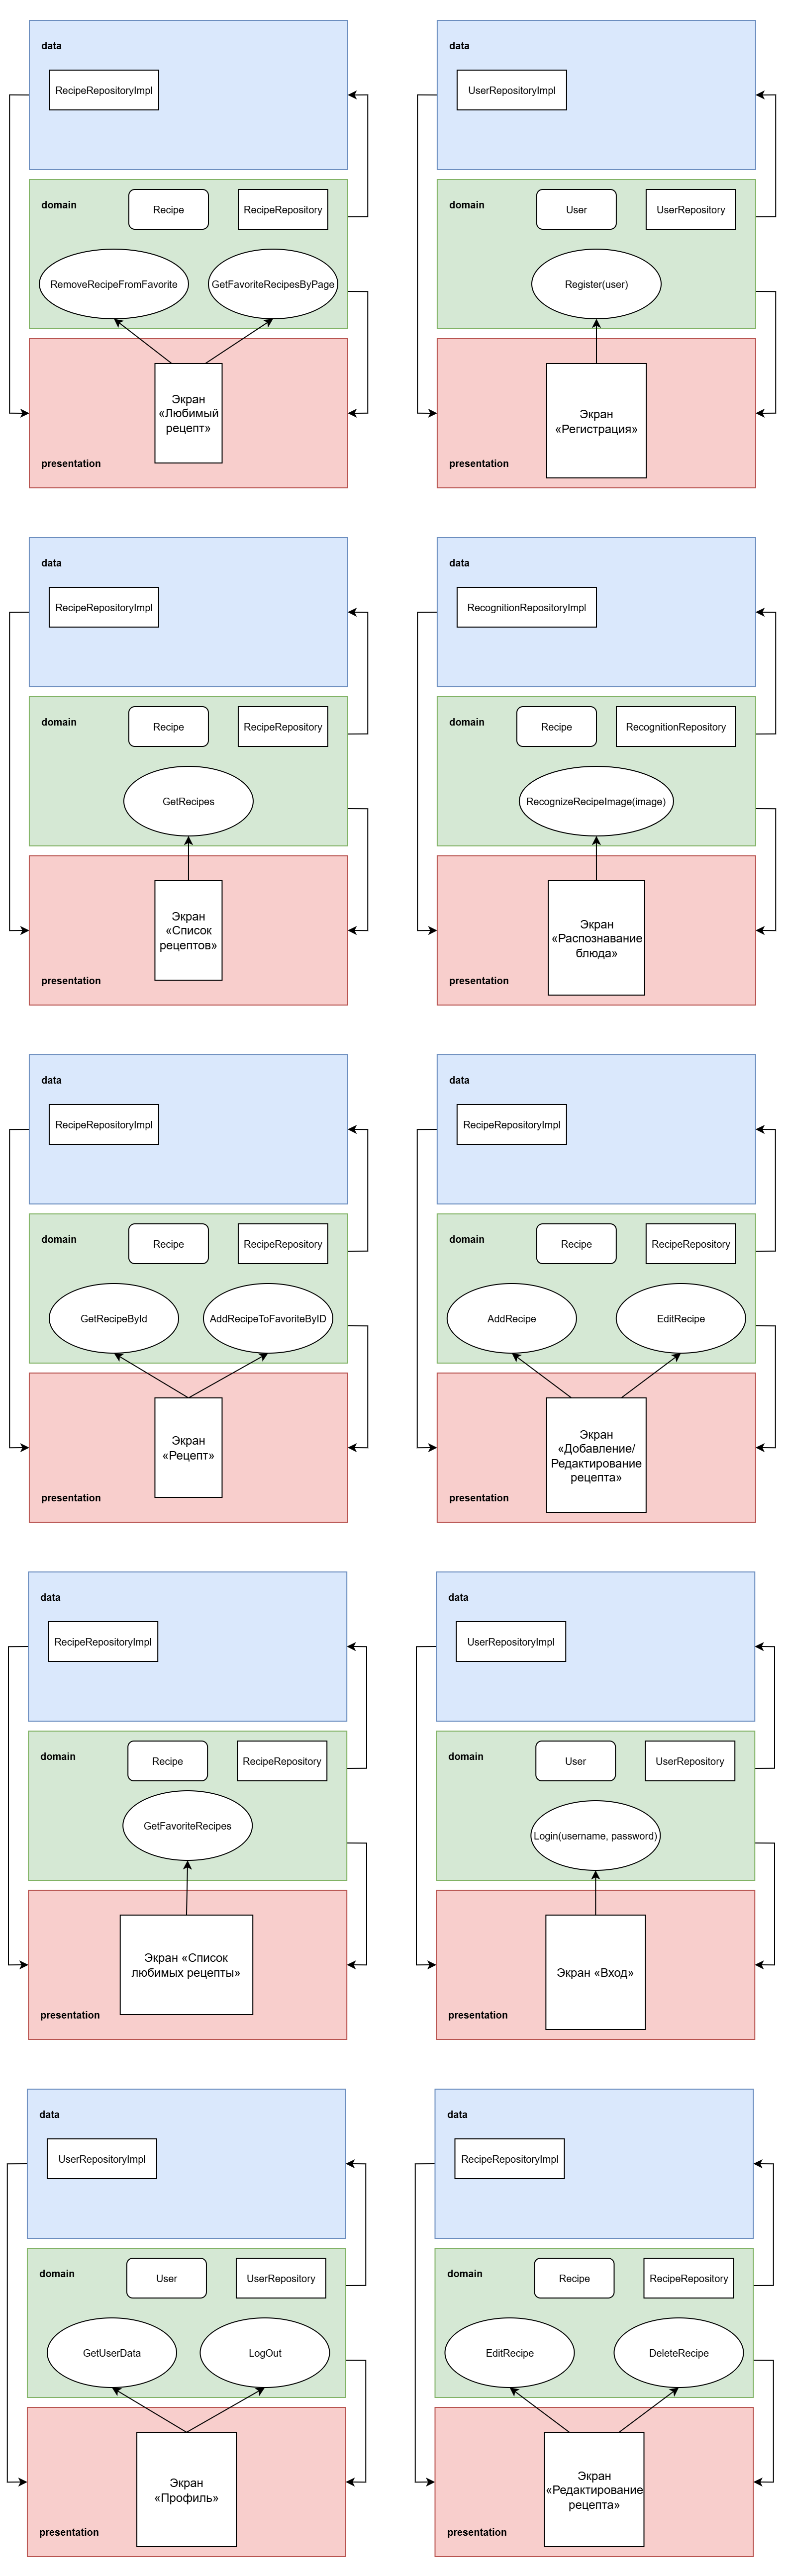 data
RecipeRepositoryImpl
domain
Recipe
RecipeRepository
RemoveRecipeFromFavorite
GetFavoriteRecipesByPage
Экран
«Любимый
рецепт»
presentation
data
UserRepositoryImpl
domain
User
UserRepository
Register(user)
Экран
«Регистрация»
presentation
data
RecipeRepositoryImpl
domain
Recipe
RecipeRepository
GetRecipes
Экран
«Список
рецептов»
presentation
data
RecognitionRepositoryImpl
domain
Recipe
RecognitionRepository
RecognizeRecipeImage(image)
Экран
«Распознавание
блюда»
presentation
data
RecipeRepositoryImpl
domain
Recipe
RecipeRepository
GetRecipeById
AddRecipeToFavoriteByID
Экран
«Рецепт»
presentation
data
RecipeRepositoryImpl
domain
Recipe
RecipeRepository
AddRecipe
EditRecipe
Экран
«Добавление/
Редактирование
рецепта»
presentation
data
RecipeRepositoryImpl
domain
Recipe
RecipeRepository
GetFavoriteRecipes
Экран «Список
любимых рецепты»
presentation
data
UserRepositoryImpl
domain
User
UserRepository
Login(username, password)
Экран «Вход»
presentation
data
UserRepositoryImpl
domain
User
UserRepository
GetUserData
LogOut
Экран
«Профиль»
presentation
data
RecipeRepositoryImpl
domain
Recipe
RecipeRepository
EditRecipe
DeleteRecipe
Экран
«Редактирование
рецепта»
presentation